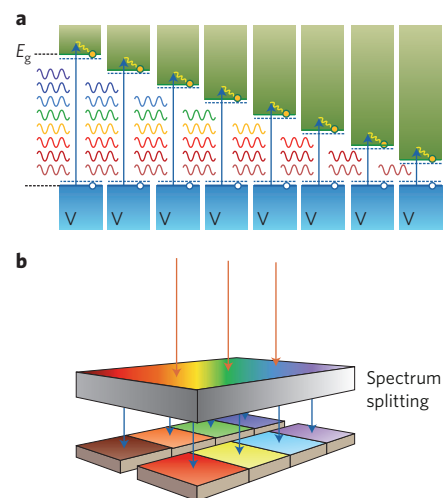 a
E_g
V V V V V V V V
b
Spectrum
splitting